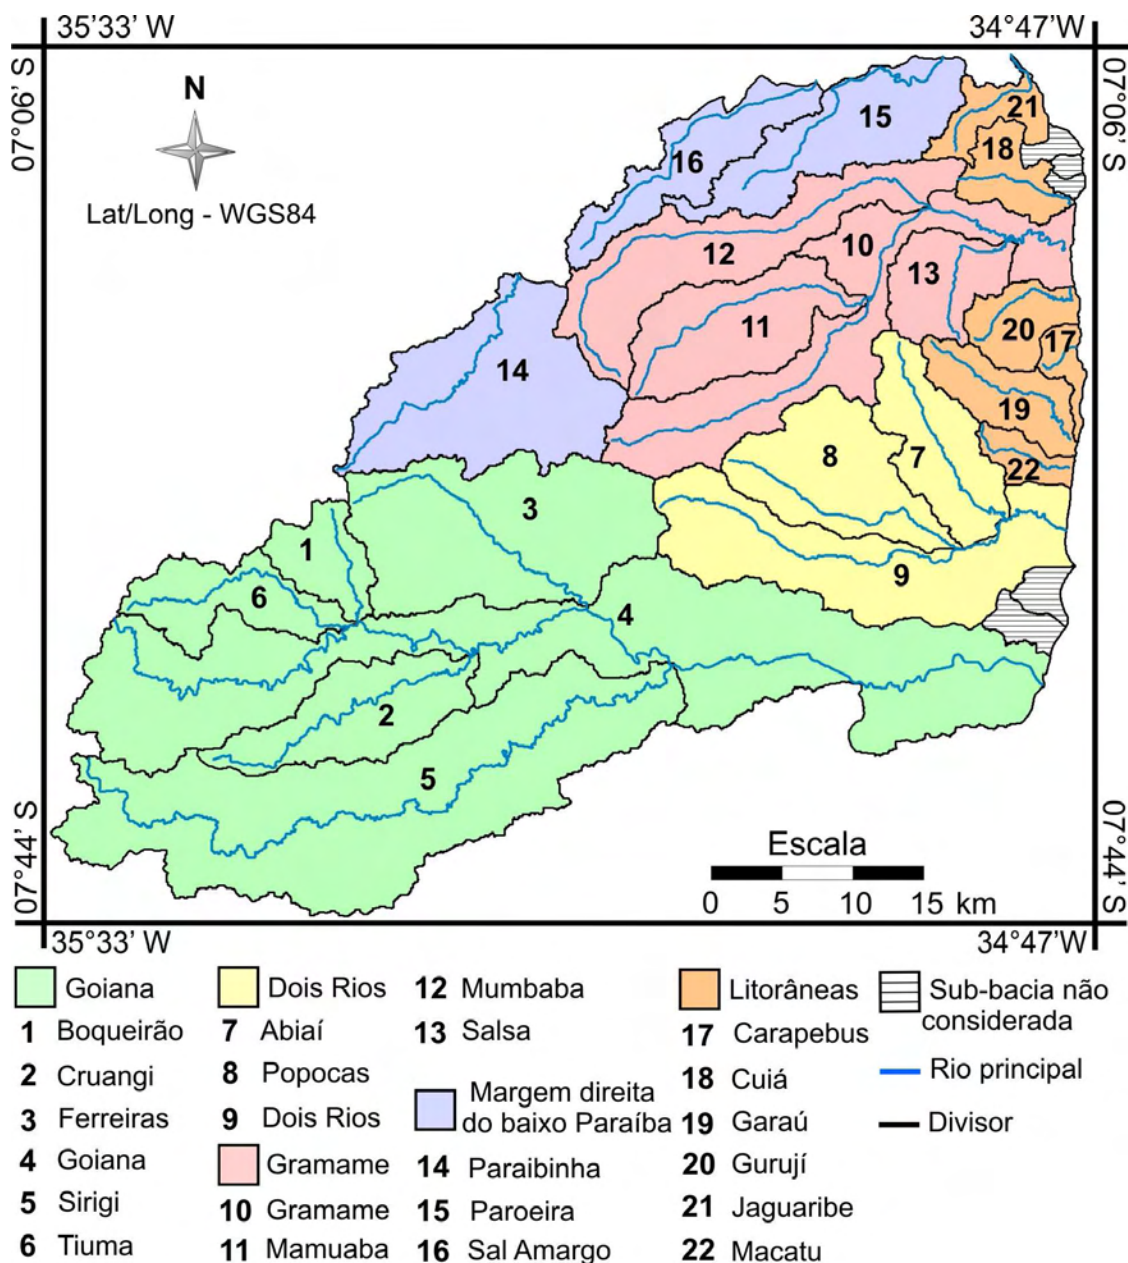 35°33' W 34°47' W
07°06' S 07°06' S
N
Lat/Long - WGS84
21
15
18
16
12
10
13
11
20
17
14
19
8
7
22
3
1
9
6
4
2
5
Escala
0 5 10 15 km
07°44' S 07°44' S
35°33' W 34°47'W
Goiana
1 Boqueirão
2 Cruangi
3 Ferreiras
4 Goiana
5 Sirigi
6 Tiuma
Dois Rios
7 Abiaí
8 Popocas
9 Dois Rios
Gramame
10 Gramame
11 Mamuaba
12 Mumbaba
13 Salsa
Margem direita
do baixo Paraíba
14 Paraibinha
15 Paroeira
16 Sal Amargo
Litorâneas
17 Carapebus
18 Cuiá
19 Garaú
20 Gurují
21 Jaguaribe
22 Macatu
Sub-bacia não
considerada
Rio principal
Divisor